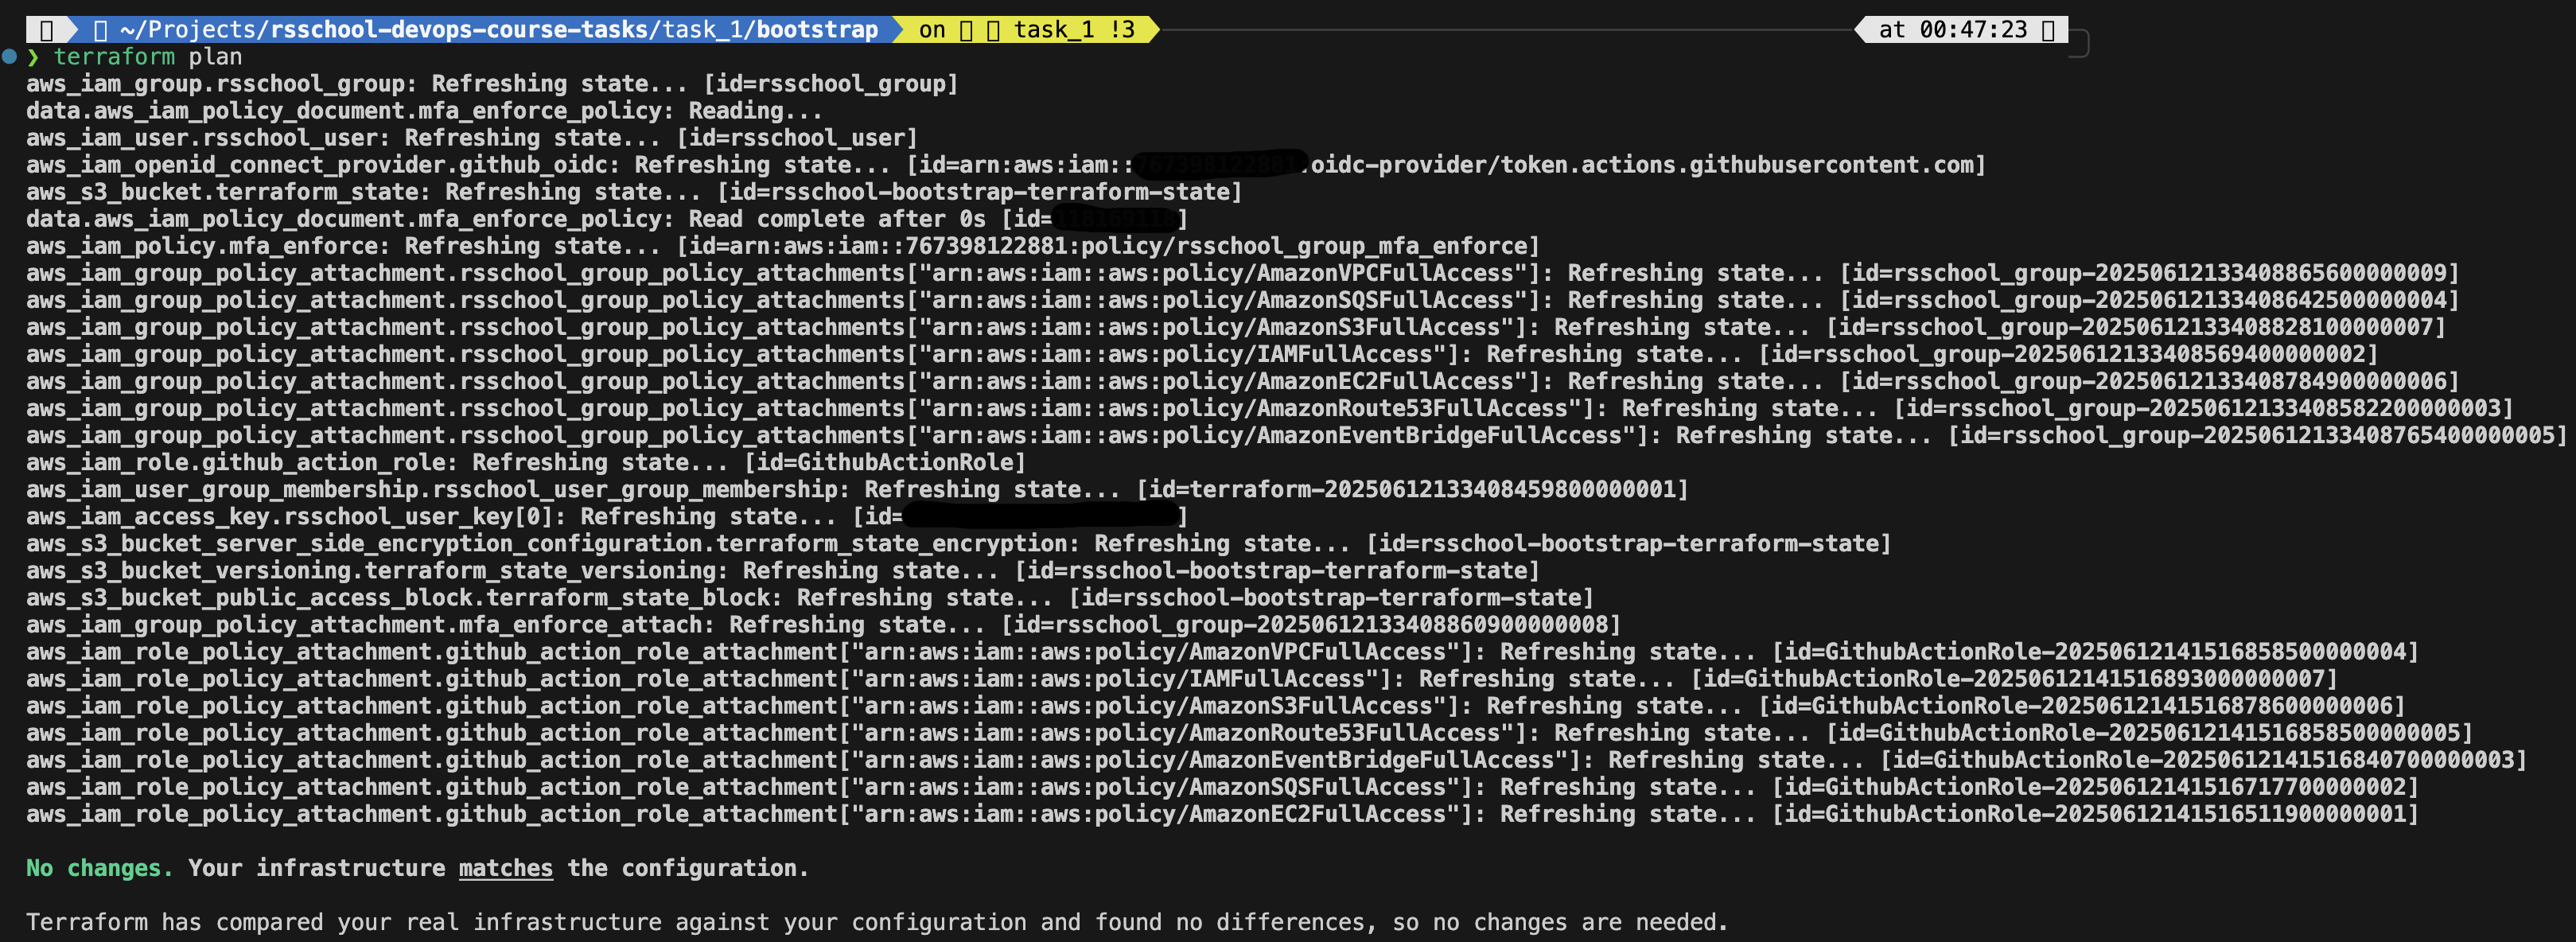 ~/Projects/rsschool-devops-course-tasks/task_1/bootstrap on task_1 !3 at 00:47:23
❯ terraform plan
aws_iam_group.rsschool_group: Refreshing state... [id=rsschool_group]
data.aws_iam_policy_document.mfa_enforce_policy: Reading...
aws_iam_user.rsschool_user: Refreshing state... [id=rsschool_user]
aws_iam_openid_connect_provider.github_oidc: Refreshing state... [id=arn:aws:iam:: oidc-provider/token.actions.githubusercontent.com]
aws_s3_bucket.terraform_state: Refreshing state... [id=rsschool-bootstrap-terraform-state]
data.aws_iam_policy_document.mfa_enforce_policy: Read complete after 0s [id= ]
aws_iam_policy.mfa_enforce: Refreshing state... [id=arn:aws:iam::767398122881:policy/rsschool_group_mfa_enforce]
aws_iam_group_policy_attachment.rsschool_group_policy_attachments["arn:aws:iam::aws:policy/AmazonVPCFullAccess"]: Refreshing state... [id=rsschool_group-20250612133408865600000009]
aws_iam_group_policy_attachment.rsschool_group_policy_attachments["arn:aws:iam::aws:policy/AmazonSQSFullAccess"]: Refreshing state... [id=rsschool_group-20250612133408642500000004]
aws_iam_group_policy_attachment.rsschool_group_policy_attachments["arn:aws:iam::aws:policy/AmazonS3FullAccess"]: Refreshing state... [id=rsschool_group-20250612133408828100000007]
aws_iam_group_policy_attachment.rsschool_group_policy_attachments["arn:aws:iam::aws:policy/IAMFullAccess"]: Refreshing state... [id=rsschool_group-20250612133408569400000002]
aws_iam_group_policy_attachment.rsschool_group_policy_attachments["arn:aws:iam::aws:policy/AmazonEC2FullAccess"]: Refreshing state... [id=rsschool_group-20250612133408784900000006]
aws_iam_group_policy_attachment.rsschool_group_policy_attachments["arn:aws:iam::aws:policy/AmazonRoute53FullAccess"]: Refreshing state... [id=rsschool_group-20250612133408582200000003]
aws_iam_group_policy_attachment.rsschool_group_policy_attachments["arn:aws:iam::aws:policy/AmazonEventBridgeFullAccess"]: Refreshing state... [id=rsschool_group-20250612133408765400000005]
aws_iam_role.github_action_role: Refreshing state... [id=GithubActionRole]
aws_iam_user_group_membership.rsschool_user_group_membership: Refreshing state... [id=terraform-20250612133408459800000001]
aws_iam_access_key.rsschool_user_key[0]: Refreshing state... [id= ]
aws_s3_bucket_server_side_encryption_configuration.terraform_state_encryption: Refreshing state... [id=rsschool-bootstrap-terraform-state]
aws_s3_bucket_versioning.terraform_state_versioning: Refreshing state... [id=rsschool-bootstrap-terraform-state]
aws_s3_bucket_public_access_block.terraform_state_block: Refreshing state... [id=rsschool-bootstrap-terraform-state]
aws_iam_group_policy_attachment.mfa_enforce_attach: Refreshing state... [id=rsschool_group-20250612133408860900000008]
aws_iam_role_policy_attachment.github_action_role_attachment["arn:aws:iam::aws:policy/AmazonVPCFullAccess"]: Refreshing state... [id=GithubActionRole-20250612141516858500000004]
aws_iam_role_policy_attachment.github_action_role_attachment["arn:aws:iam::aws:policy/IAMFullAccess"]: Refreshing state... [id=GithubActionRole-20250612141516893000000007]
aws_iam_role_policy_attachment.github_action_role_attachment["arn:aws:iam::aws:policy/AmazonS3FullAccess"]: Refreshing state... [id=GithubActionRole-20250612141516878600000006]
aws_iam_role_policy_attachment.github_action_role_attachment["arn:aws:iam::aws:policy/AmazonRoute53FullAccess"]: Refreshing state... [id=GithubActionRole-20250612141516858500000005]
aws_iam_role_policy_attachment.github_action_role_attachment["arn:aws:iam::aws:policy/AmazonEventBridgeFullAccess"]: Refreshing state... [id=GithubActionRole-20250612141516840700000003]
aws_iam_role_policy_attachment.github_action_role_attachment["arn:aws:iam::aws:policy/AmazonSQSFullAccess"]: Refreshing state... [id=GithubActionRole-20250612141516717700000002]
aws_iam_role_policy_attachment.github_action_role_attachment["arn:aws:iam::aws:policy/AmazonEC2FullAccess"]: Refreshing state... [id=GithubActionRole-20250612141516511900000001]
No changes. Your infrastructure matches the configuration.
Terraform has compared your real infrastructure against your configuration and found no differences, so no changes are needed.